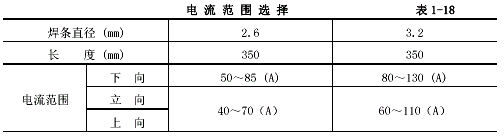 电流范围选择 表1-18
焊条直径 (mm) 2.6 3.2
长 度 (mm) 350 350
电流范围 下 向 50～85 (A) 80～130 (A)
立 向 40～70 (A) 60～110 (A)
上 向